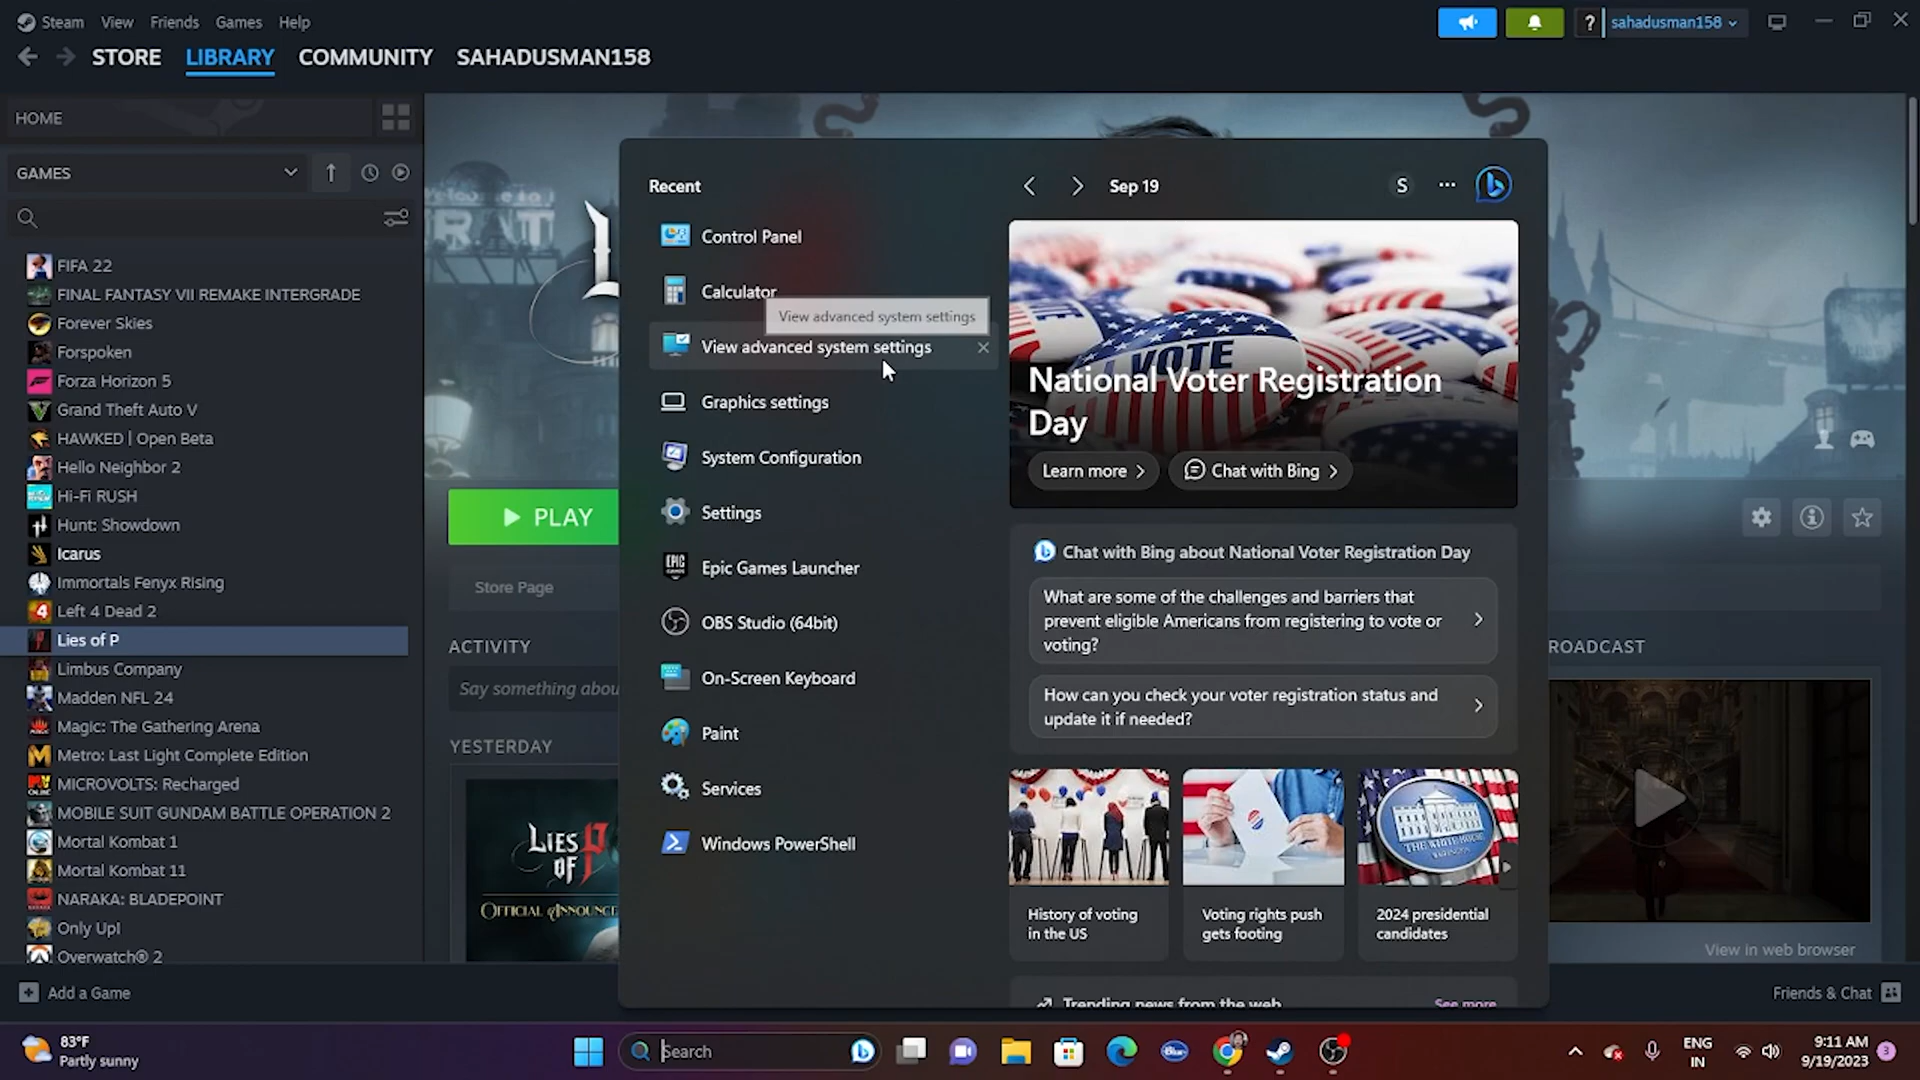 Steam View Friends Games Help
sahadusman158
STORE LIBRARY COMMUNITY SAHADUSMAN158
HOME
GAMES
FIFA 22
FINAL FANTASY VII REMAKE INTERGRADE
Forever Skies
Forspoken
Forza Horizon 5
Grand Theft Auto V
HAWKED | Open Beta
Hello Neighbor 2
Hi-Fi RUSH
Hunt: Showdown
Icarus
Immortals Fenyx Rising
Left 4 Dead 2
Lies of P
Limbus Company
Madden NFL 24
Magic: The Gathering Arena
Metro: Last Light Complete Edition
MICROVOLTS: Recharged
MOBILE SUIT GUNDAM BATTLE OPERATION 2
Mortal Kombat 1
Mortal Kombat 11
NARAKA: BLADEPOINT
Only Up!
Overwatch® 2
Add a Game
PLAY
Store Page
ACTIVITY
Say something abou
YESTERDAY
LIES OF P
OFFICIAL ANNOUNCE
Recent
Control Panel
Calculator
View advanced system settings
View advanced system settings
Graphics settings
System Configuration
Settings
Epic Games Launcher
OBS Studio (64bit)
On-Screen Keyboard
Paint
Services
Windows PowerShell
Sep 19
S
VOTE
National Voter Registration
Day
Learn more
Chat with Bing
Chat with Bing about National Voter Registration Day
What are some of the challenges and barriers that
prevent eligible Americans from registering to vote or
voting?
How can you check your voter registration status and
update it if needed?
THE WHITE HOUSE
WASHINGTON
History of voting
in the US
Voting rights push
gets footing
2024 presidential
candidates
Trending news from the web
See more
ROADCAST
View in web browser
Friends & Chat
83°F
Partly sunny
Search
ENG
IN
9:11 AM
9/19/2023
3